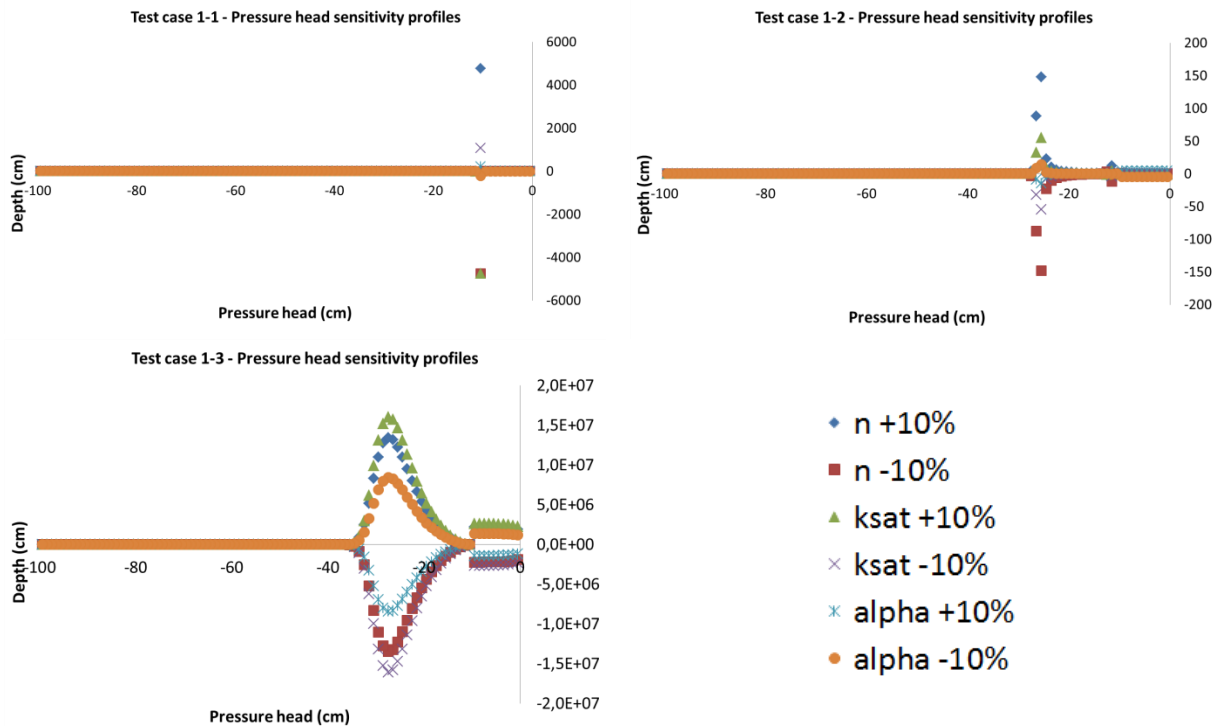 Test case 1-1 - Pressure head sensitivity profiles
6000
4000
2000
0
-2000
-4000
-6000
-100
-80
-60
-40
-20
0
Depth (cm)
Pressure head (cm)
Test case 1-2 - Pressure head sensitivity profiles
200
150
100
50
0
-50
-100
-150
-200
-100
-80
-60
-40
-20
0
Depth (cm)
Pressure head (cm)
Test case 1-3 - Pressure head sensitivity profiles
2,0E+07
1,5E+07
1,0E+07
5,0E+06
0,0E+00
-5,0E+06
-1,0E+07
-1,5E+07
-2,0E+07
-100
-80
-60
-40
-20
0
Depth (cm)
Pressure head (cm)
n +10%
n -10%
ksat +10%
ksat -10%
alpha +10%
alpha -10%